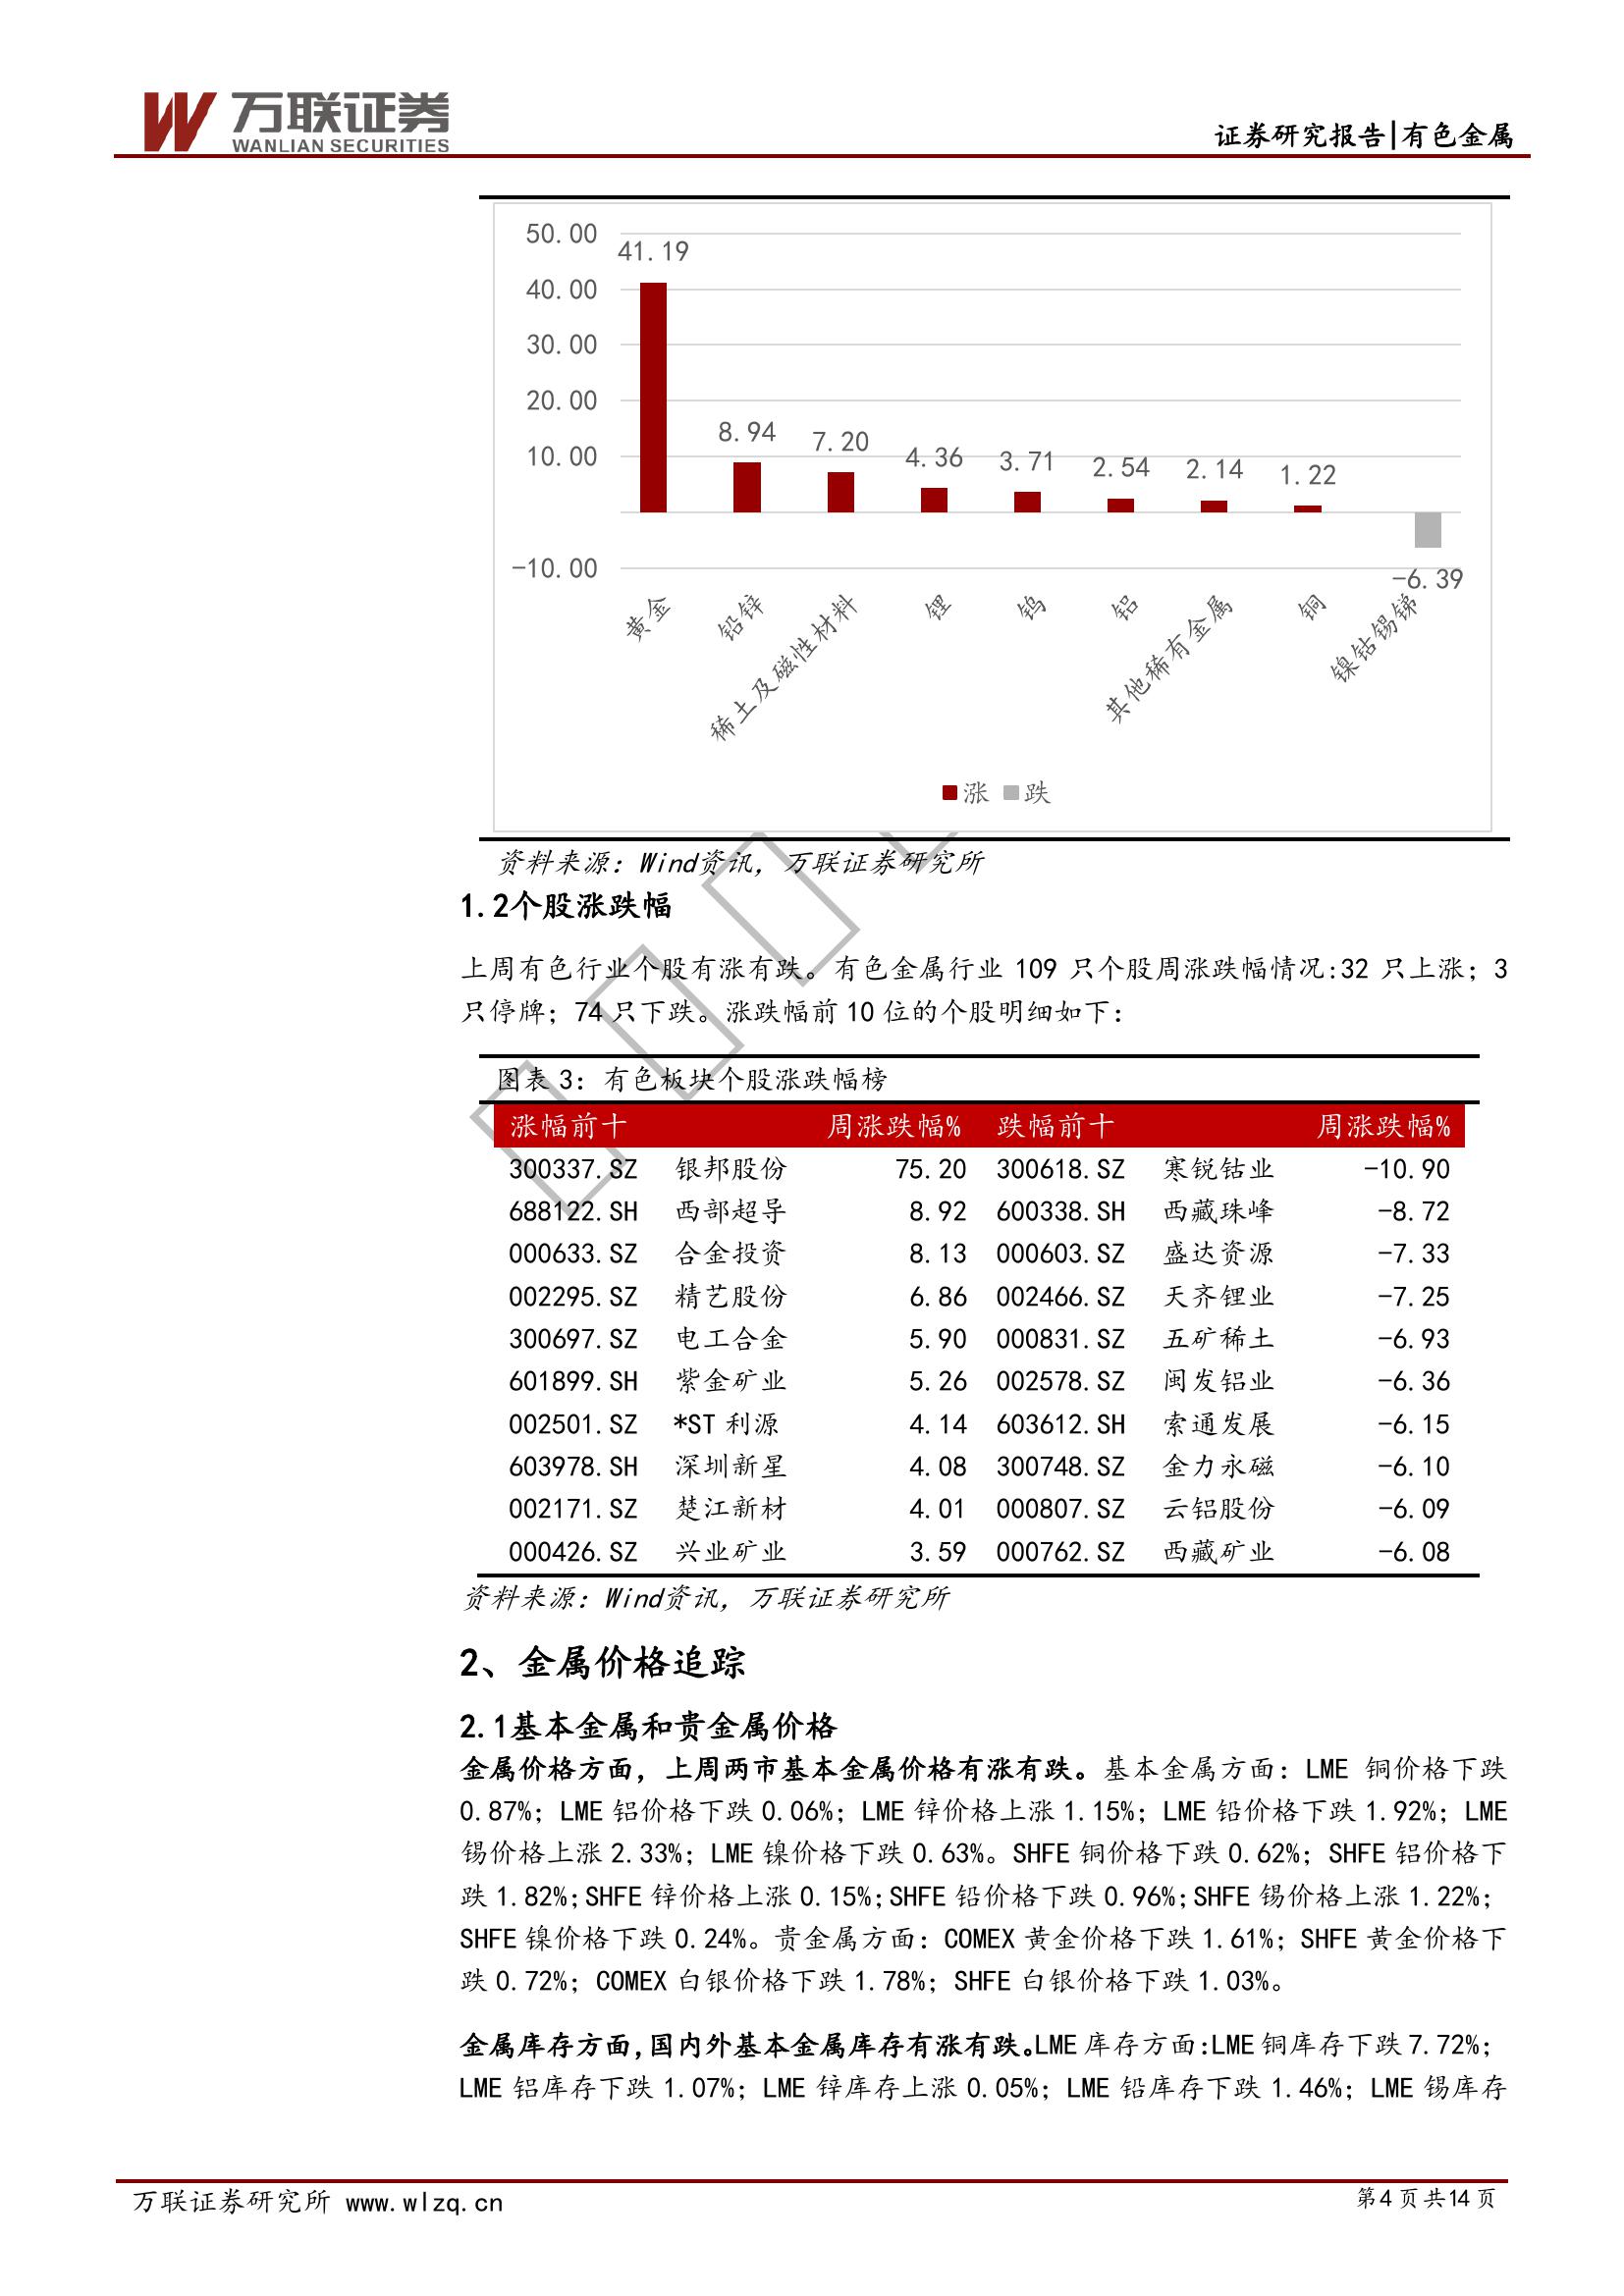 万联证券
WANLIAN SECURITIES
证券研究报告|有色金属
50.00
40.00
30.00
20.00
10.00
-10.00
41.19
8.94
7.20
4.36
3.71
2.54
2.14
1.22
-6.39
黄金
铅锌
稀土及磁性材料
锂
钨
铝
其他稀有金属
铜
镍钴锡锑
涨 跌
资料来源：Wind资讯，万联证券研究所
1.2个股涨跌幅
上周有色行业个股有涨有跌。有色金属行业 109 只个股周涨跌幅情况:32 只上涨；3
只停牌；74 只下跌。涨跌幅前 10 位的个股明细如下：
图表 3：有色板块个股涨跌幅榜
涨幅前十 周涨跌幅% 跌幅前十 周涨跌幅%
300337.SZ 银邦股份 75.20 300618.SZ 寒锐钴业 -10.90
688122.SH 西部超导 8.92 600338.SH 西藏珠峰 -8.72
000633.SZ 合金投资 8.13 000603.SZ 盛达资源 -7.33
002295.SZ 精艺股份 6.86 002466.SZ 天齐锂业 -7.25
300697.SZ 电工合金 5.90 000831.SZ 五矿稀土 -6.93
601899.SH 紫金矿业 5.26 002578.SZ 闽发铝业 -6.36
002501.SZ *ST 利源 4.14 603612.SH 索通发展 -6.15
603978.SH 深圳新星 4.08 300748.SZ 金力永磁 -6.10
002171.SZ 楚江新材 4.01 000807.SZ 云铝股份 -6.09
000426.SZ 兴业矿业 3.59 000762.SZ 西藏矿业 -6.08
资料来源：Wind资讯，万联证券研究所
2、金属价格追踪
2.1基本金属和贵金属价格
金属价格方面，上周两市基本金属价格有涨有跌。基本金属方面：LME 铜价格下跌
0.87%；LME 铝价格下跌 0.06%；LME 锌价格上涨 1.15%；LME 铅价格下跌 1.92%；LME
锡价格上涨 2.33%；LME 镍价格下跌 0.63%。SHFE 铜价格下跌 0.62%；SHFE 铝价格下
跌 1.82%；SHFE 锌价格上涨 0.15%；SHFE 铅价格下跌 0.96%；SHFE 锡价格上涨 1.22%；
SHFE 镍价格下跌 0.24%。贵金属方面：COMEX 黄金价格下跌 1.61%；SHFE 黄金价格下
跌 0.72%；COMEX 白银价格下跌 1.78%；SHFE 白银价格下跌 1.03%。
金属库存方面，国内外基本金属库存有涨有跌。LME 库存方面:LME 铜库存下跌 7.72%；
LME 铝库存下跌 1.07%；LME 锌库存上涨 0.05%；LME 铅库存下跌 1.46%；LME 锡库存
万联证券研究所 www.wlzq.cn
第 4 页 共 14 页